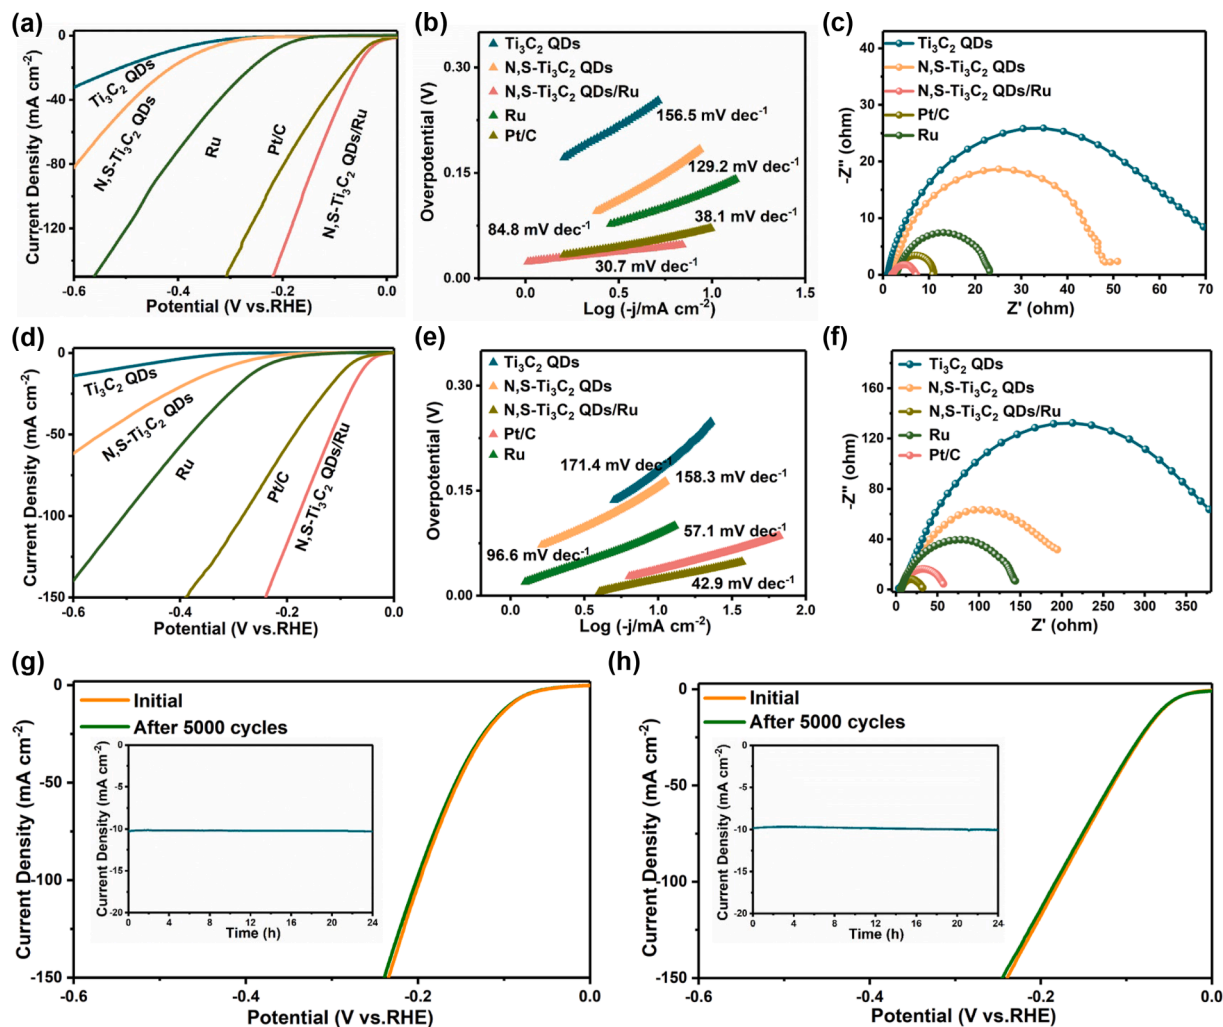 (a)
0
-40
-80
-120
-0.6
-0.4
-0.2
0.0
Current Density (mA cm-2)
Potential (V vs.RHE)
Ti3C2 QDs
N,S-Ti3C2 QDs
Ru
Pt/C
N,S-Ti3C2 QDs/Ru
(b)
0.30
0.15
0.00
0.0
0.5
1.0
1.5
Overpotential (V)
Log (-j/mA cm-2)
Ti3C2 QDs
N,S-Ti3C2 QDs
N,S-Ti3C2 QDs/Ru
Ru
Pt/C
156.5 mV dec-1
129.2 mV dec-1
84.8 mV dec-1
38.1 mV dec-1
30.7 mV dec-1
(c)
40
30
20
10
0
0
10
20
30
40
50
60
70
-Z'' (ohm)
Z' (ohm)
Ti3C2 QDs
N,S-Ti3C2 QDs
N,S-Ti3C2 QDs/Ru
Pt/C
Ru
(d)
0
-50
-100
-150
-0.6
-0.4
-0.2
0.0
Current Density (mA cm-2)
Potential (V vs.RHE)
Ti3C2 QDs
N,S-Ti3C2 QDs
Ru
Pt/C
N,S-Ti3C2 QDs/Ru
(e)
0.30
0.15
0.00
0.0
0.5
1.0
1.5
2.0
Overpotential (V)
Log (-j/mA cm-2)
Ti3C2 QDs
N,S-Ti3C2 QDs
N,S-Ti3C2 QDs/Ru
Pt/C
Ru
171.4 mV dec-1
158.3 mV dec-1
96.6 mV dec-1
57.1 mV dec-1
42.9 mV dec-1
(f)
160
120
80
40
0
0
50
100
150
200
250
300
350
-Z'' (ohm)
Z' (ohm)
Ti3C2 QDs
N,S-Ti3C2 QDs
N,S-Ti3C2 QDs/Ru
Ru
Pt/C
(g)
0
-50
-100
-150
-0.6
-0.4
-0.2
0.0
Current Density (mA cm-2)
Potential (V vs.RHE)
Initial
After 5000 cycles
0
-5
-10
-15
-20
0
4
8
12
16
20
24
Current Density (mA cm-2)
Time (h)
(h)
0
-50
-100
-150
-0.6
-0.4
-0.2
0.0
Current Density (mA cm-2)
Potential (V vs.RHE)
Initial
After 5000 cycles
0
-5
-10
-15
-20
0
4
8
12
16
20
24
Current Density (mA cm-2)
Time (h)